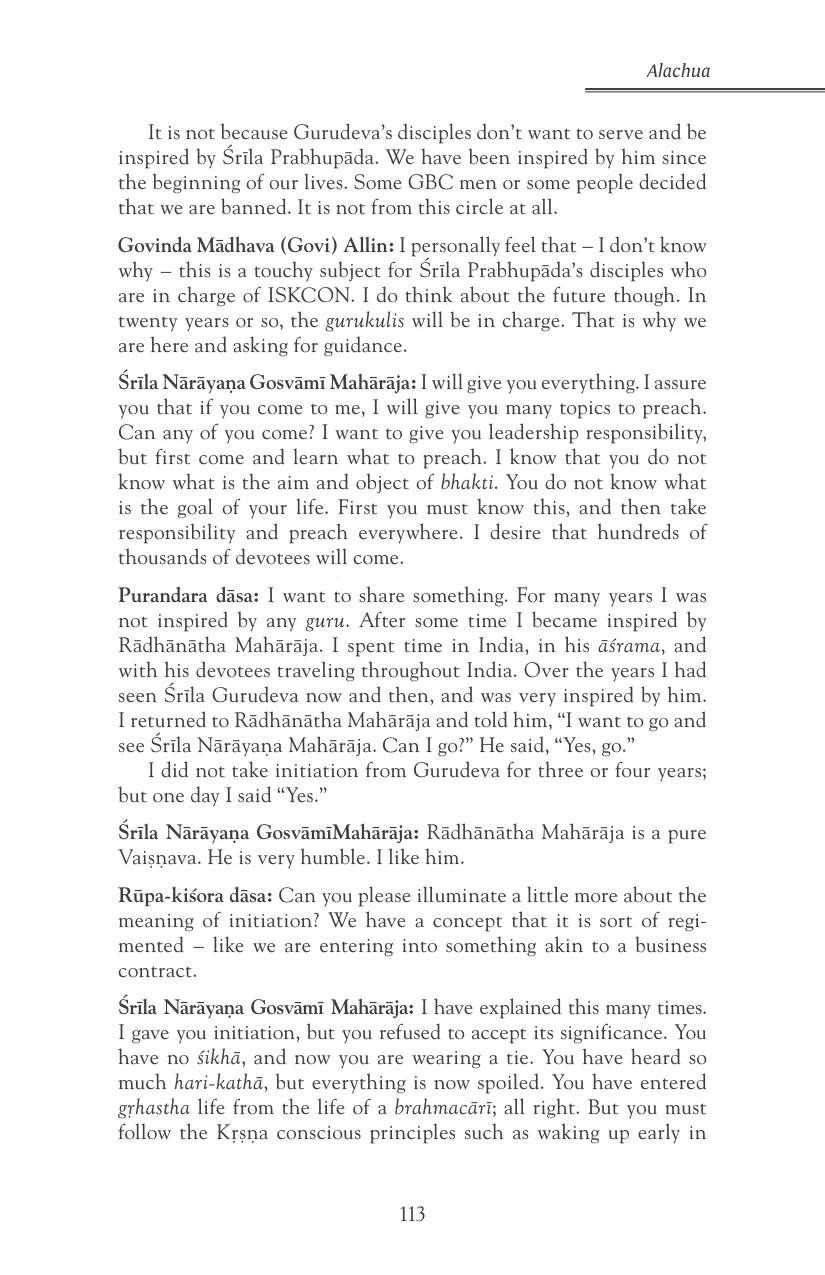 Alachua
It is not because Gurudeva’s disciples don’t want to serve and be
inspired by Śrīla Prabhupāda. We have been inspired by him since
the beginning of our lives. Some GBC men or some people decided
that we are banned. It is not from this circle at all.
Govinda Mādhava (Govi) Allin: I personally feel that – I don’t know
why – this is a touchy subject for Śrīla Prabhupāda’s disciples who
are in charge of ISKCON. I do think about the future though. In
twenty years or so, the gurukulis will be in charge. That is why we
are here and asking for guidance.
Śrīla Nārāyaṇa Gosvāmī Mahārāja: I will give you everything. I assure
you that if you come to me, I will give you many topics to preach.
Can any of you come? I want to give you leadership responsibility,
but first come and learn what to preach. I know that you do not
know what is the aim and object of bhakti. You do not know what
is the goal of your life. First you must know this, and then take
responsibility and preach everywhere. I desire that hundreds of
thousands of devotees will come.
Purandara dāsa: I want to share something. For many years I was
not inspired by any guru. After some time I became inspired by
Rādhānātha Mahārāja. I spent time in India, in his āśrama, and
with his devotees traveling throughout India. Over the years I had
seen Śrīla Gurudeva now and then, and was very inspired by him.
I returned to Rādhānātha Mahārāja and told him, “I want to go and
see Śrīla Nārāyaṇa Mahārāja. Can I go?” He said, “Yes, go.”
I did not take initiation from Gurudeva for three or four years;
but one day I said “Yes.”
Śrīla Nārāyaṇa GosvāmīMahārāja: Rādhānātha Mahārāja is a pure
Vaiṣṇava. He is very humble. I like him.
Rūpa-kiśora dāsa: Can you please illuminate a little more about the
meaning of initiation? We have a concept that it is sort of regi-
mented – like we are entering into something akin to a business
contract.
Śrīla Nārāyaṇa Gosvāmī Mahārāja: I have explained this many times.
I gave you initiation, but you refused to accept its significance. You
have no śikhā, and now you are wearing a tie. You have heard so
much hari-kathā, but everything is now spoiled. You have entered
gṛhastha life from the life of a brahmacārī; all right. But you must
follow the Kṛṣṇa conscious principles such as waking up early in
113